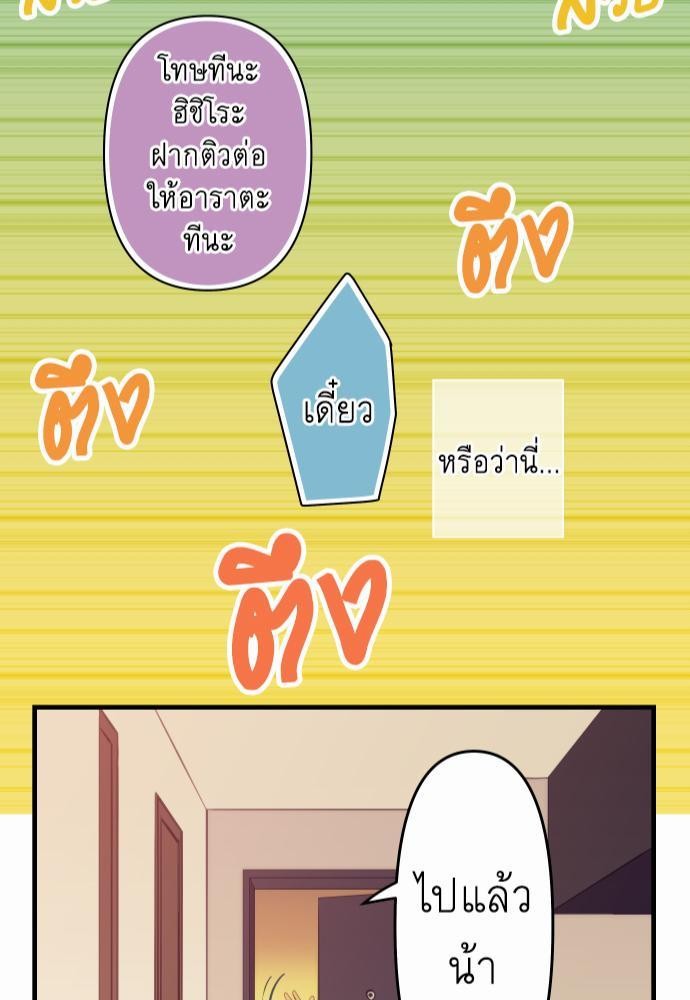 โทษทีนะ
ฮิชิโระ
ฝากติวต่อ
ให้อาราตะ
ทีนะ
ตึง
เดี๋ยว
ตึง
หรือว่านี่...
ตึง
ไปแล้ว
น้า